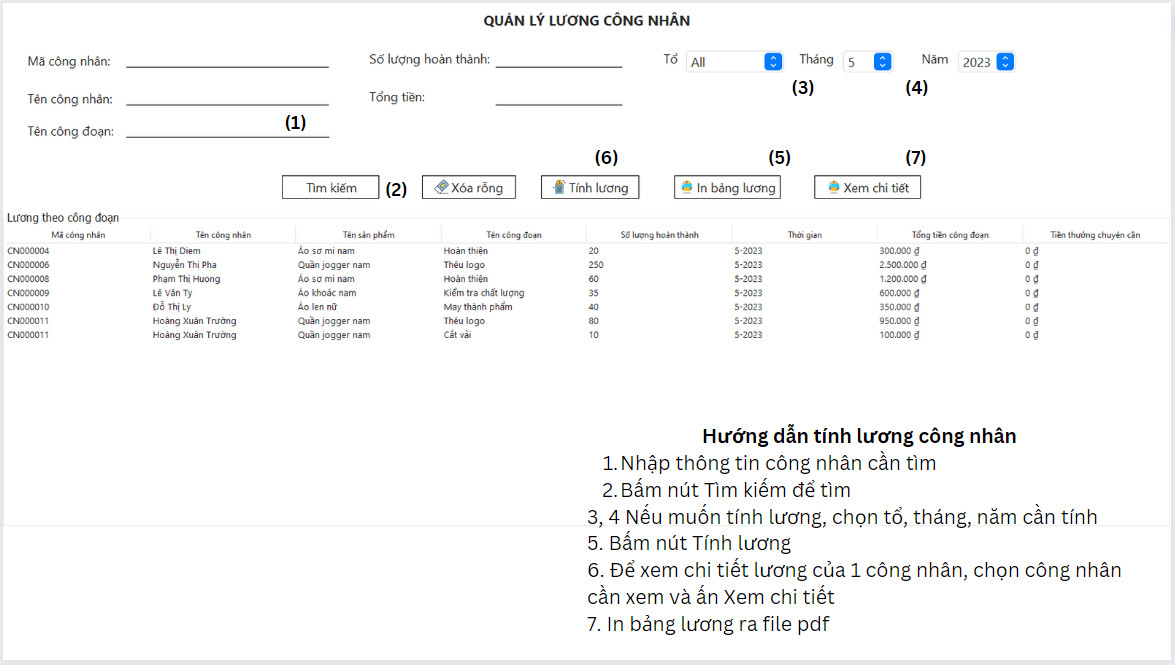 QUẢN LÝ LƯƠNG CÔNG NHÂN
Mã công nhân: Số lượng hoàn thành: Tổ All Tháng 5 Năm 2023
(3) (4)
Tên công nhân: Tổng tiền:
(1)
Tên công đoạn:
(6) (5) (7)
Tìm kiếm (2) Xóa rỗng Tính lương In bảng lương Xem chi tiết
Lương theo công đoạn
Mã công nhân Tên công nhân Tên sản phẩm Tên công đoạn Số lượng hoàn thành Thời gian Tổng tiền công đoạn Tiền thưởng chuyên cần
CN000004 Lê Thị Diem Áo sơ mi nam Hoàn thiện 20 5-2023 300.000 ₫ 0 ₫
CN000006 Nguyễn Thị Pha Quần jogger nam Thêu logo 250 5-2023 2.500.000 ₫ 0 ₫
CN000008 Phạm Thị Huong Áo sơ mi nam Hoàn thiện 60 5-2023 1.200.000 ₫ 0 ₫
CN000009 Lê Văn Ty Áo khoác nam Kiểm tra chất lượng 35 5-2023 600.000 ₫ 0 ₫
CN000010 Đỗ Thị Ly Áo len nữ May thành phẩm 40 5-2023 350.000 ₫ 0 ₫
CN000011 Hoàng Xuân Trường Quần jogger nam Thêu logo 80 5-2023 950.000 ₫ 0 ₫
CN000011 Hoàng Xuân Trường Quần jogger nam Cắt vải 10 5-2023 100.000 ₫ 0 ₫
Hướng dẫn tính lương công nhân
1. Nhập thông tin công nhân cần tìm
2. Bấm nút Tìm kiếm để tìm
3, 4 Nếu muốn tính lương, chọn tổ, tháng, năm cần tính
5. Bấm nút Tính lương
6. Để xem chi tiết lương của 1 công nhân, chọn công nhân
cần xem và ấn Xem chi tiết
7. In bảng lương ra file pdf